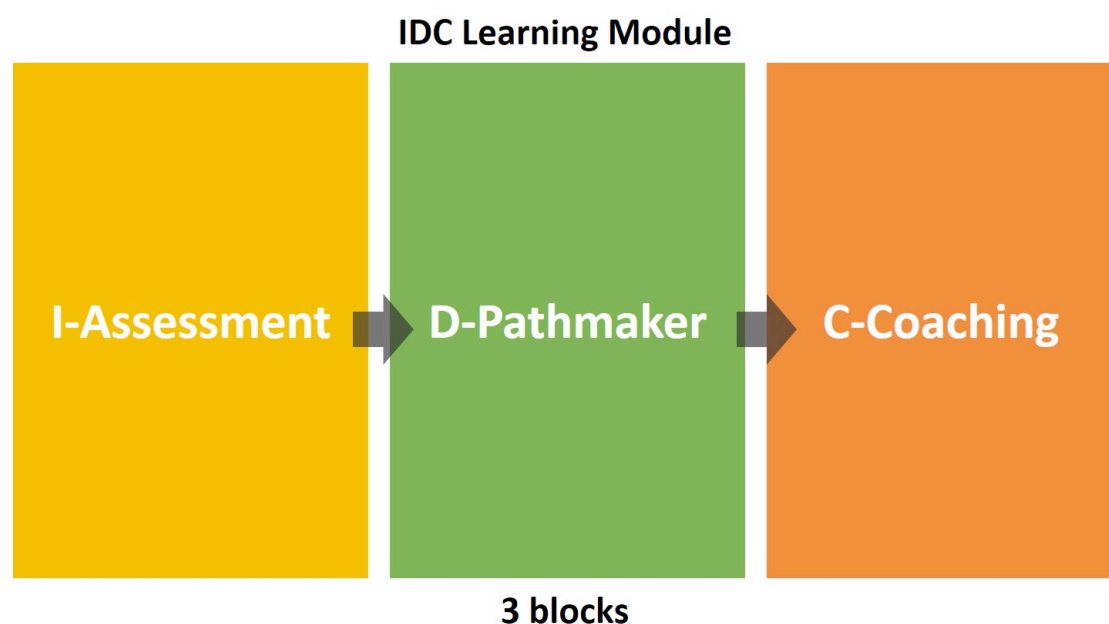 IDC Learning Module
I-Assessment
D-Pathmaker
C-Coaching
3 blocks